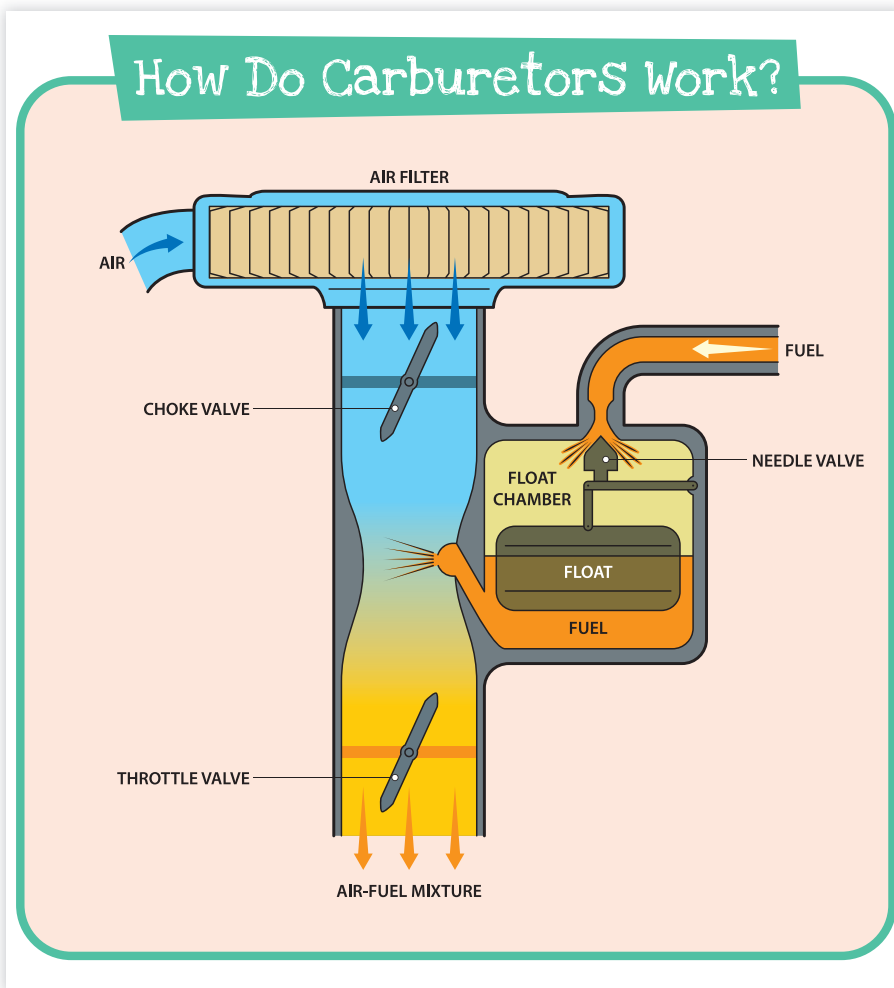 How Do Carburetors Work?
AIR FILTER
AIR
FUEL
CHOKE VALVE
NEEDLE VALVE
FLOAT
CHAMBER
FLOAT
FUEL
THROTTLE VALVE
AIR-FUEL MIXTURE